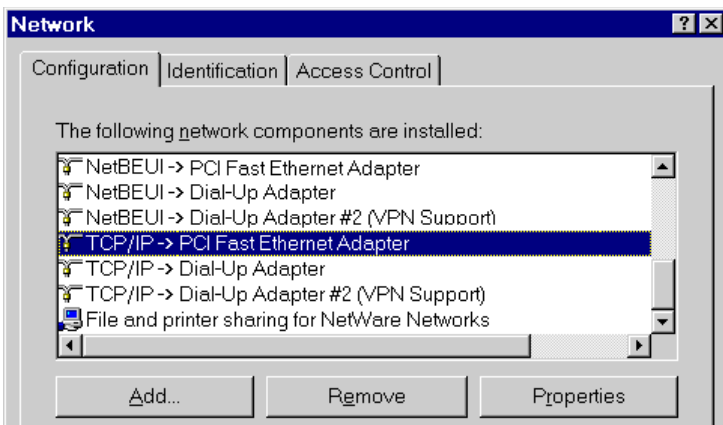 Network
Configuration Identification Access Control
The following network components are installed:
NetBEUI -> PCI Fast Ethernet Adapter
NetBEUI -> Dial-Up Adapter
NetBEUI -> Dial-Up Adapter #2 (VPN Support)
TCP/IP -> PCI Fast Ethernet Adapter
TCP/IP -> Dial-Up Adapter
TCP/IP -> Dial-Up Adapter #2 (VPN Support)
File and printer sharing for NetWare Networks
Add... Remove Properties